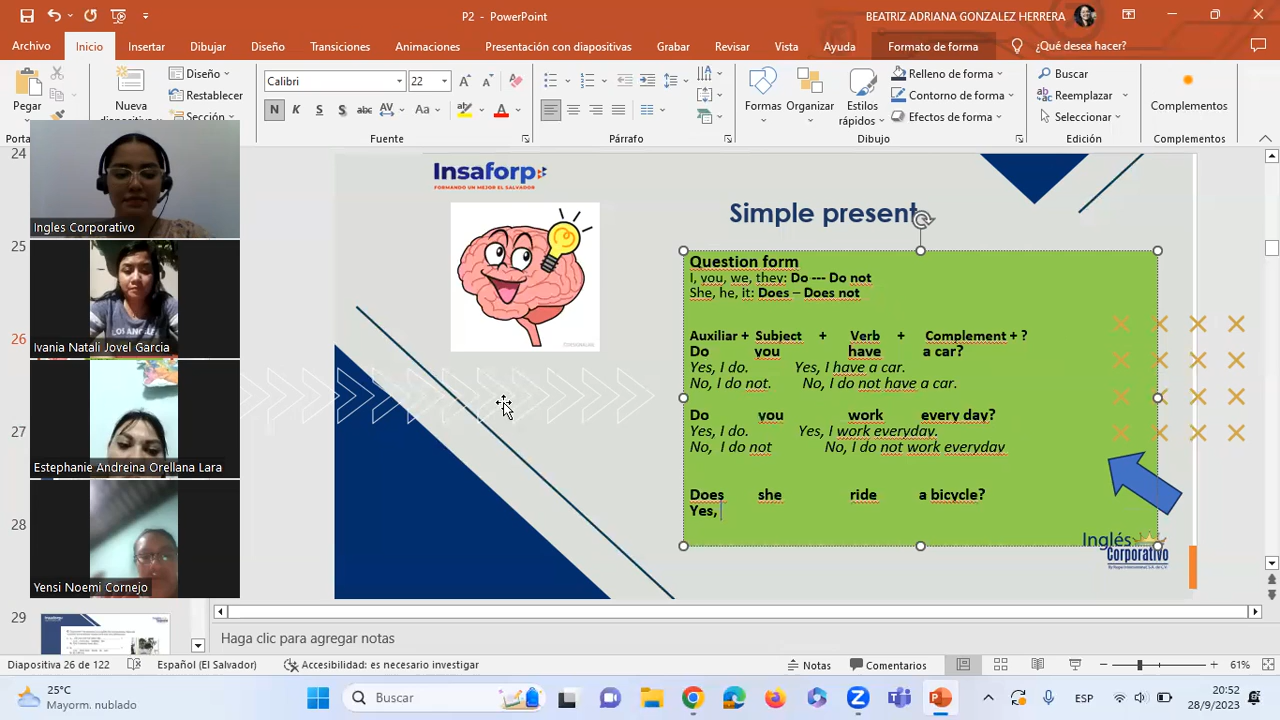 P2 - PowerPoint
BEATRIZ ADRIANA GONZALEZ HERRERA
Archivo Inicio Insertar Dibujar Diseño Transiciones Animaciones Presentación con diapositivas Grabar Revisar Vista Ayuda Formato de forma ¿Qué desea hacer?
Pegar
Nueva
Diseño
Restablecer
Calibri 22
N K S abc AV Aa
Formas Organizar Estilos rápidos
Relleno de forma
Contorno de forma
Efectos de forma
Buscar
Reemplazar
Seleccionar
Complementos
Fuente Párrafo Dibujo Edición Complementos
24
25
26
27
28
29
Ingles Corporativo
Ivania Natali Jovel Garcia
Estephanie Andreina Orellana Lara
Yensi Noemi Cornejo
Insaforp
FORMANDO UN MEJOR EL SALVADOR
Simple present
Question form
I, you, we, they: Do --- Do not
She, he, it: Does – Does not
Auxiliar + Subject + Verb + Complement + ?
Do you have a car?
Yes, I do. Yes, I have a car.
No, I do not. No, I do not have a car.
Do you work every day?
Yes, I do. Yes, I work everyday.
No, I do not No, I do not work everyday
Does she ride a bicycle?
Yes,
Inglés
Corporativo
Haga clic para agregar notas
Diapositiva 26 de 122 Español (El Salvador) Accesibilidad: es necesario investigar Notas Comentarios 61%
25°C
Mayorm. nublado
Buscar
ESP
20:52
28/9/2023